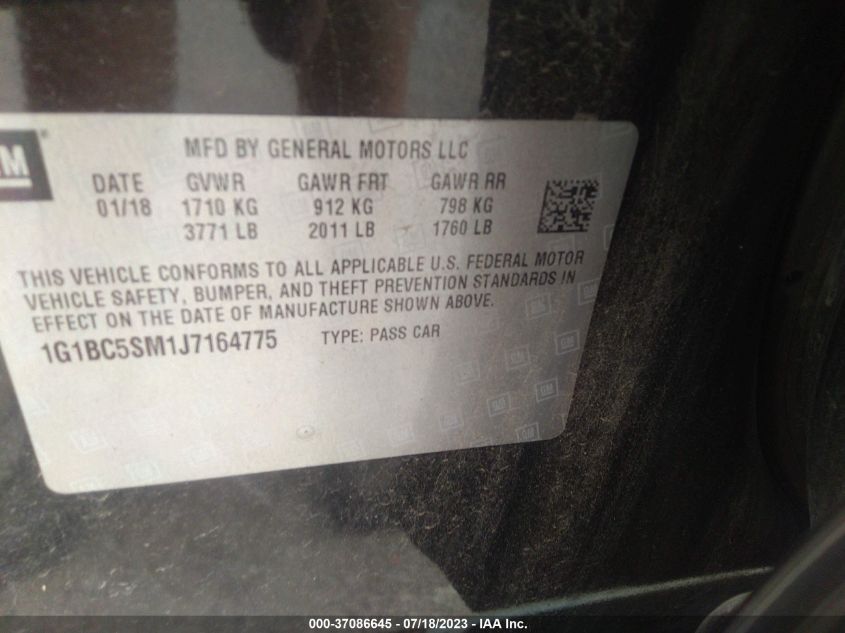 GM
MFD BY GENERAL MOTORS LLC
DATE GVWR GAWR FRT GAWR RR
01/18 1710 KG 912 KG 798 KG
3771 LB 2011 LB 1760 LB
THIS VEHICLE CONFORMS TO ALL APPLICABLE U.S. FEDERAL MOTOR
VEHICLE SAFETY, BUMPER, AND THEFT PREVENTION STANDARDS IN
EFFECT ON THE DATE OF MANUFACTURE SHOWN ABOVE.
1G1BC5SM1J7164775 TYPE: PASS CAR
000-37086645 - 07/18/2023 - IAA Inc.